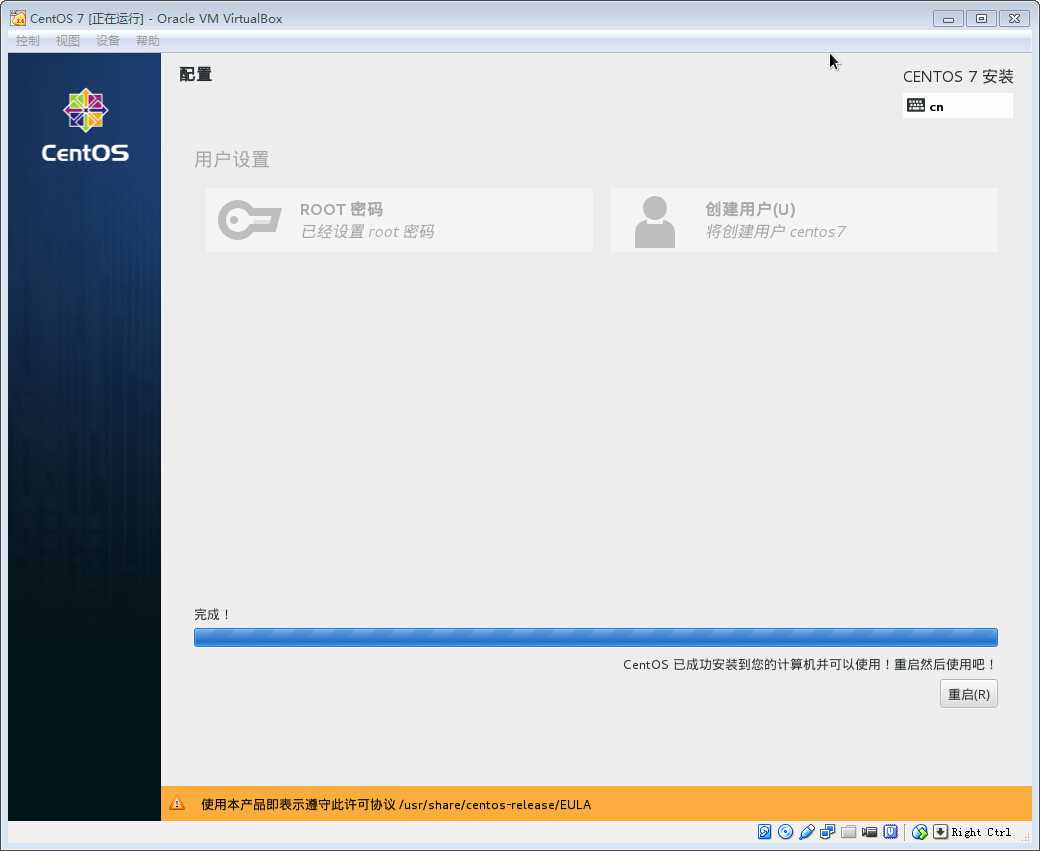 CentOS 7 [正在运行] - Oracle VM VirtualBox
控制 视图 设备 帮助
配置
CENTOS 7 安装
cn
CentOS
用户设置
ROOT 密码
已经设置 root 密码
创建用户(U)
将创建用户 centos7
完成！
CentOS 已成功安装到您的计算机并可以使用！重启然后使用吧！
重启(R)
使用本产品即表示遵守此许可协议 /usr/share/centos-release/EULA
Right Ctrl